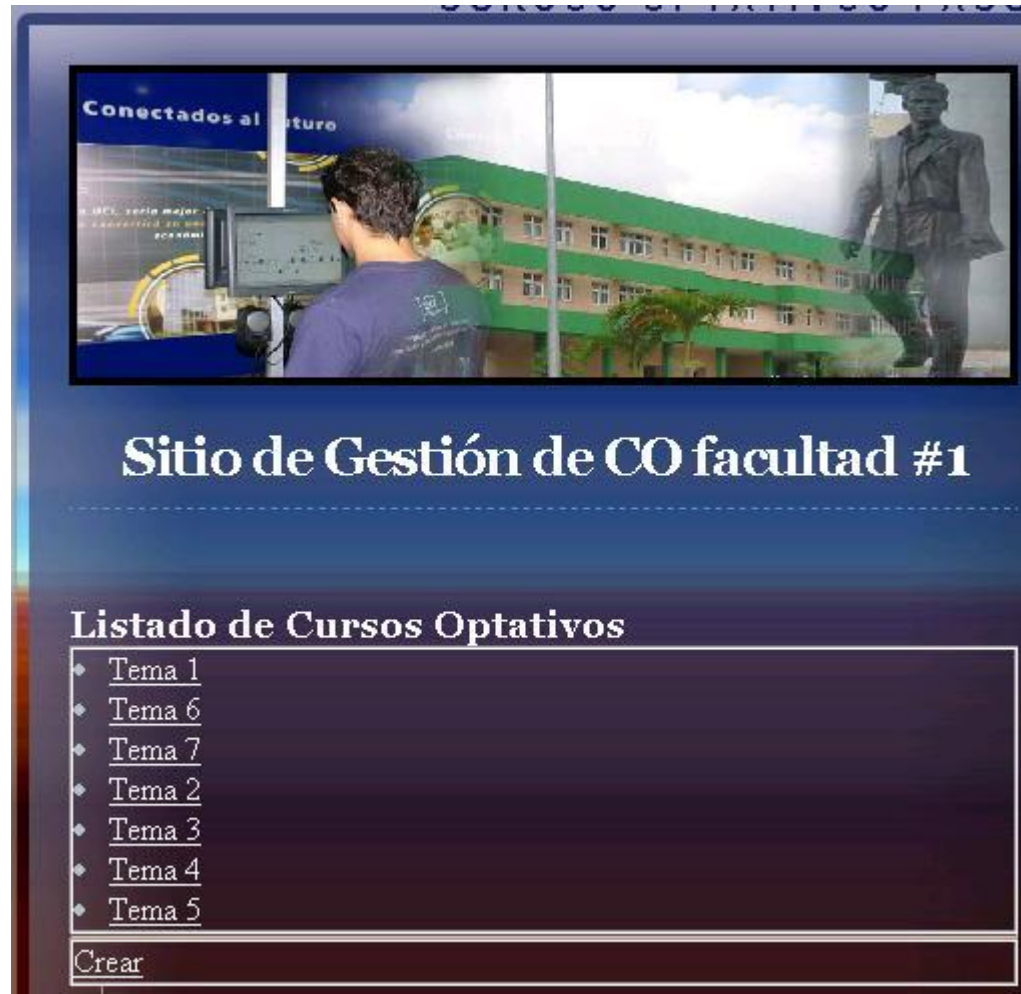 Conectados al
Sitio de Gestión de CO facultad #1
Listado de Cursos Optativos
Tema 1
Tema 6
Tema 7
Tema 2
Tema 3
Tema 4
Tema 5
Crear